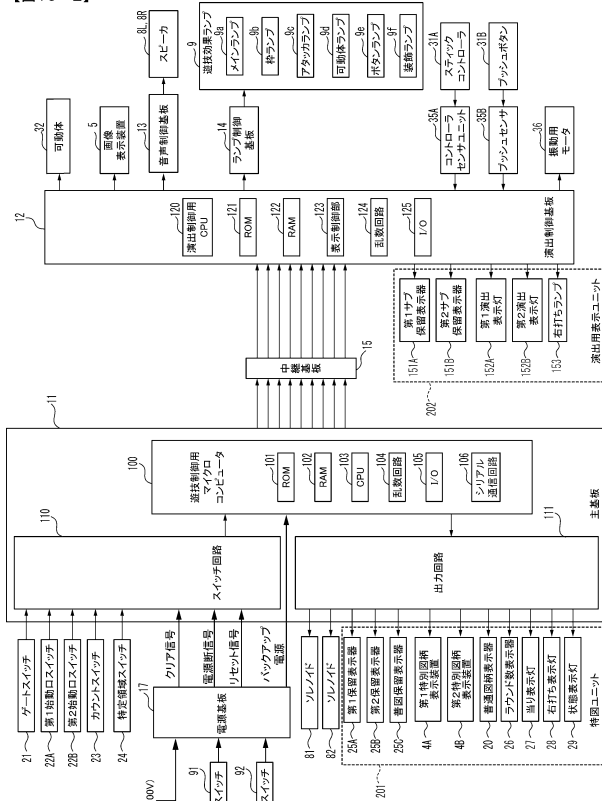 8L, 8R
スピーカ
9
遊技効果ランプ
9a
メインランプ
9b
枠ランプ
9c
アタッカランプ
9d
可動体ランプ
9e
ボタンランプ
9f
装飾ランプ
31A
スティック
コントローラ
31B
プッシュボタン
32
可動体
5
画像
表示装置
13
音声制御基板
14
ランプ制御
基板
35A
コントローラ
センサユニット
35B
プッシュセンサ
36
振動用
モータ
12
120
演出制御用
CPU
121
ROM
122
RAM
123
表示制御部
124
乱数回路
125
I/O
演出制御基板
151A
第1サブ
保留表示器
151B
第2サブ
保留表示器
152A
第1演出
表示灯
152B
第2演出
表示灯
153
右打ちランプ
202
演出用表示ユニット
中継基板
15
11
100
遊技制御用
マイクロ
コンピュータ
101
ROM
102
RAM
103
CPU
104
乱数回路
105
I/O
106
シリアル
通信回路
主基板
110
スイッチ回路
111
出力回路
21
ゲートスイッチ
22A
第1始動口スイッチ
22B
第2始動口スイッチ
23
カウントスイッチ
24
特定領域スイッチ
クリア信号
電源断信号
リセット信号
バックアップ
電源
17
電源基板
00V)
91
スイッチ
92
スイッチ
81
ソレノイド
82
ソレノイド
25A
第1保留表示器
25B
第2保留表示器
25C
普図保留表示器
4A
第1特別図柄
表示装置
4B
第2特別図柄
表示装置
20
普通図柄表示器
26
ラウンド数表示器
27
当り表示灯
28
右打ち表示灯
29
状態表示灯
201
特図ユニット